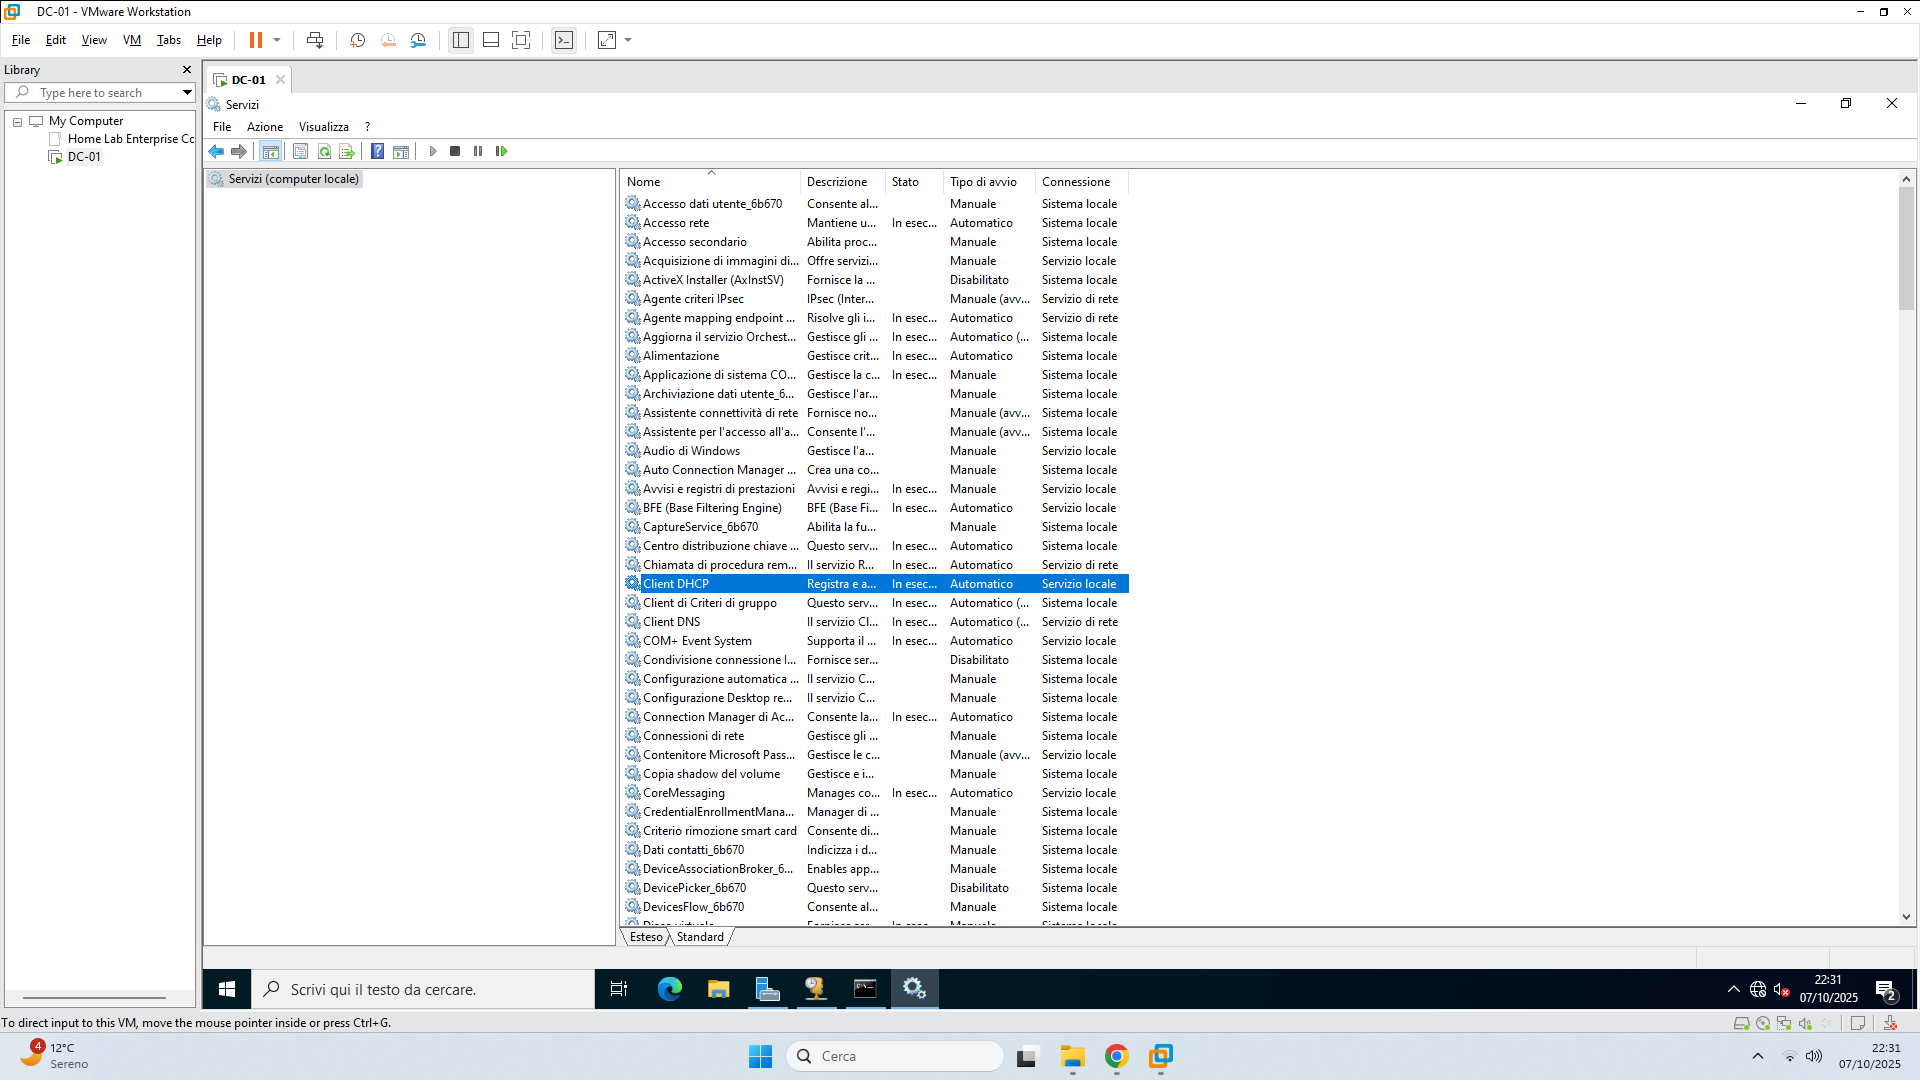 DC-01 - VMware Workstation
File Edit View VM Tabs Help
Library
Type here to search
My Computer
Home Lab Enterprise Cc
DC-01
DC-01
Servizi
File Azione Visualizza ?
Servizi (computer locale)
Nome Descrizione Stato Tipo di avvio Connessione
Accesso dati utente_6b670 Consente al... Manuale Sistema locale
Accesso rete Mantiene u... In esec... Automatico Sistema locale
Accesso secondario Abilita proc... Manuale Sistema locale
Acquisizione di immagini di... Offre servizi... Manuale Servizio locale
ActiveX Installer (AxInstSV) Fornisce la ... Disabilitato Sistema locale
Agente criteri IPsec IPsec (Inter... Manuale (avv... Servizio di rete
Agente mapping endpoint ... Risolve gli i... In esec... Automatico Servizio di rete
Aggiorna il servizio Orchest... Gestisce gli ... In esec... Automatico (... Sistema locale
Alimentazione Gestisce crit... In esec... Automatico Sistema locale
Applicazione di sistema CO... Gestisce la c... In esec... Manuale Sistema locale
Archiviazione dati utente_6... Gestisce l'ar... Manuale Sistema locale
Assistente connettività di rete Fornisce no... Manuale (avv... Sistema locale
Assistente per l'accesso all'a... Consente l'... Manuale (avv... Sistema locale
Audio di Windows Gestisce l'a... Manuale Servizio locale
Auto Connection Manager ... Crea una co... Manuale Sistema locale
Avvisi e registri di prestazioni Avvisi e regi... In esec... Manuale Servizio locale
BFE (Base Filtering Engine) BFE (Base Fi... In esec... Automatico Servizio locale
CaptureService_6b670 Abilita la fu... Manuale Sistema locale
Centro distribuzione chiave ... Questo serv... In esec... Automatico Sistema locale
Chiamata di procedura rem... Il servizio R... In esec... Automatico Servizio di rete
Client DHCP Registra e a... In esec... Automatico Servizio locale
Client di Criteri di gruppo Questo serv... In esec... Automatico (... Sistema locale
Client DNS Il servizio Cl... In esec... Automatico (... Servizio di rete
COM+ Event System Supporta il ... In esec... Automatico Servizio locale
Condivisione connessione I... Fornisce ser... Disabilitato Sistema locale
Configurazione automatica ... Il servizio C... Manuale Sistema locale
Configurazione Desktop re... Il servizio C... Manuale Sistema locale
Connection Manager di Ac... Consente la... In esec... Automatico Sistema locale
Connessioni di rete Gestisce gli ... Manuale Sistema locale
Contenitore Microsoft Pass... Gestisce le c... Manuale (avv... Servizio locale
Copia shadow del volume Gestisce e i... Manuale Sistema locale
CoreMessaging Manages co... In esec... Automatico Servizio locale
CredentialEnrollmentMana... Manager di ... Manuale Sistema locale
Criterio rimozione smart card Consente di... Manuale Sistema locale
Dati contatti_6b670 Indicizza i d... Manuale Sistema locale
DeviceAssociationBroker_6... Enables app... Manuale Sistema locale
DevicePicker_6b670 Questo serv... Disabilitato Sistema locale
DevicesFlow_6b670 Consente al... Manuale Sistema locale
Esteso Standard
Scrivi qui il testo da cercare.
22:31
07/10/2025
2
To direct input to this VM, move the mouse pointer inside or press Ctrl+G.
4
12°C
Sereno
Cerca
22:31
07/10/2025